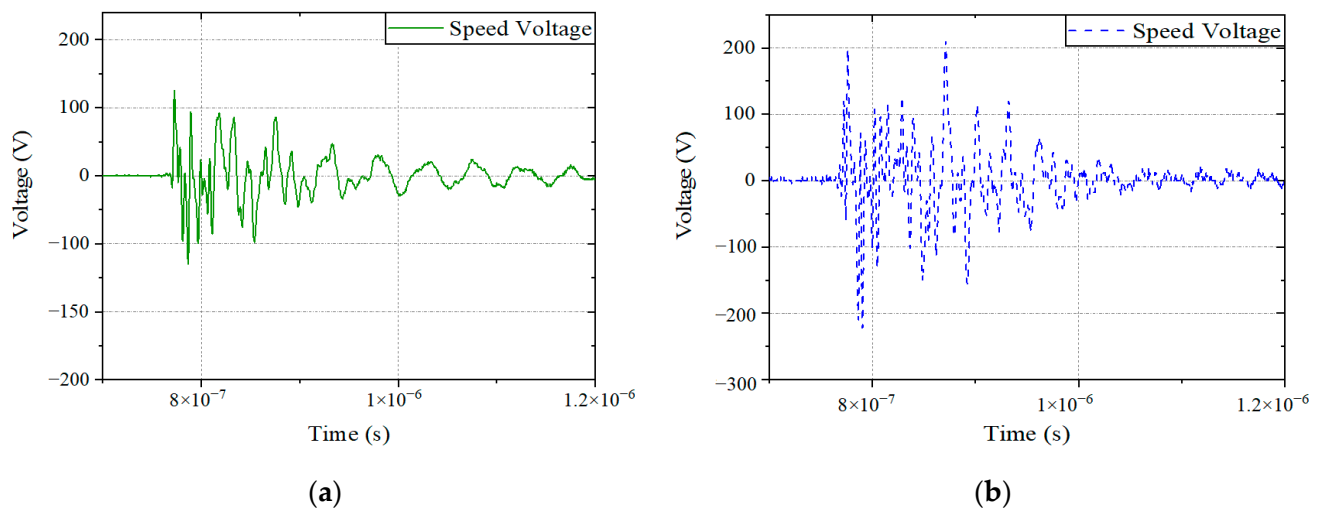 Speed Voltage
200
100
0
−100
−150
−200
Voltage (V)
8×10⁻⁷
1×10⁻⁶
1.2×10⁻⁶
Time (s)
(a)
Speed Voltage
200
100
0
−100
−200
−300
Voltage (V)
8×10⁻⁷
1×10⁻⁶
1.2×10⁻⁶
Time (s)
(b)